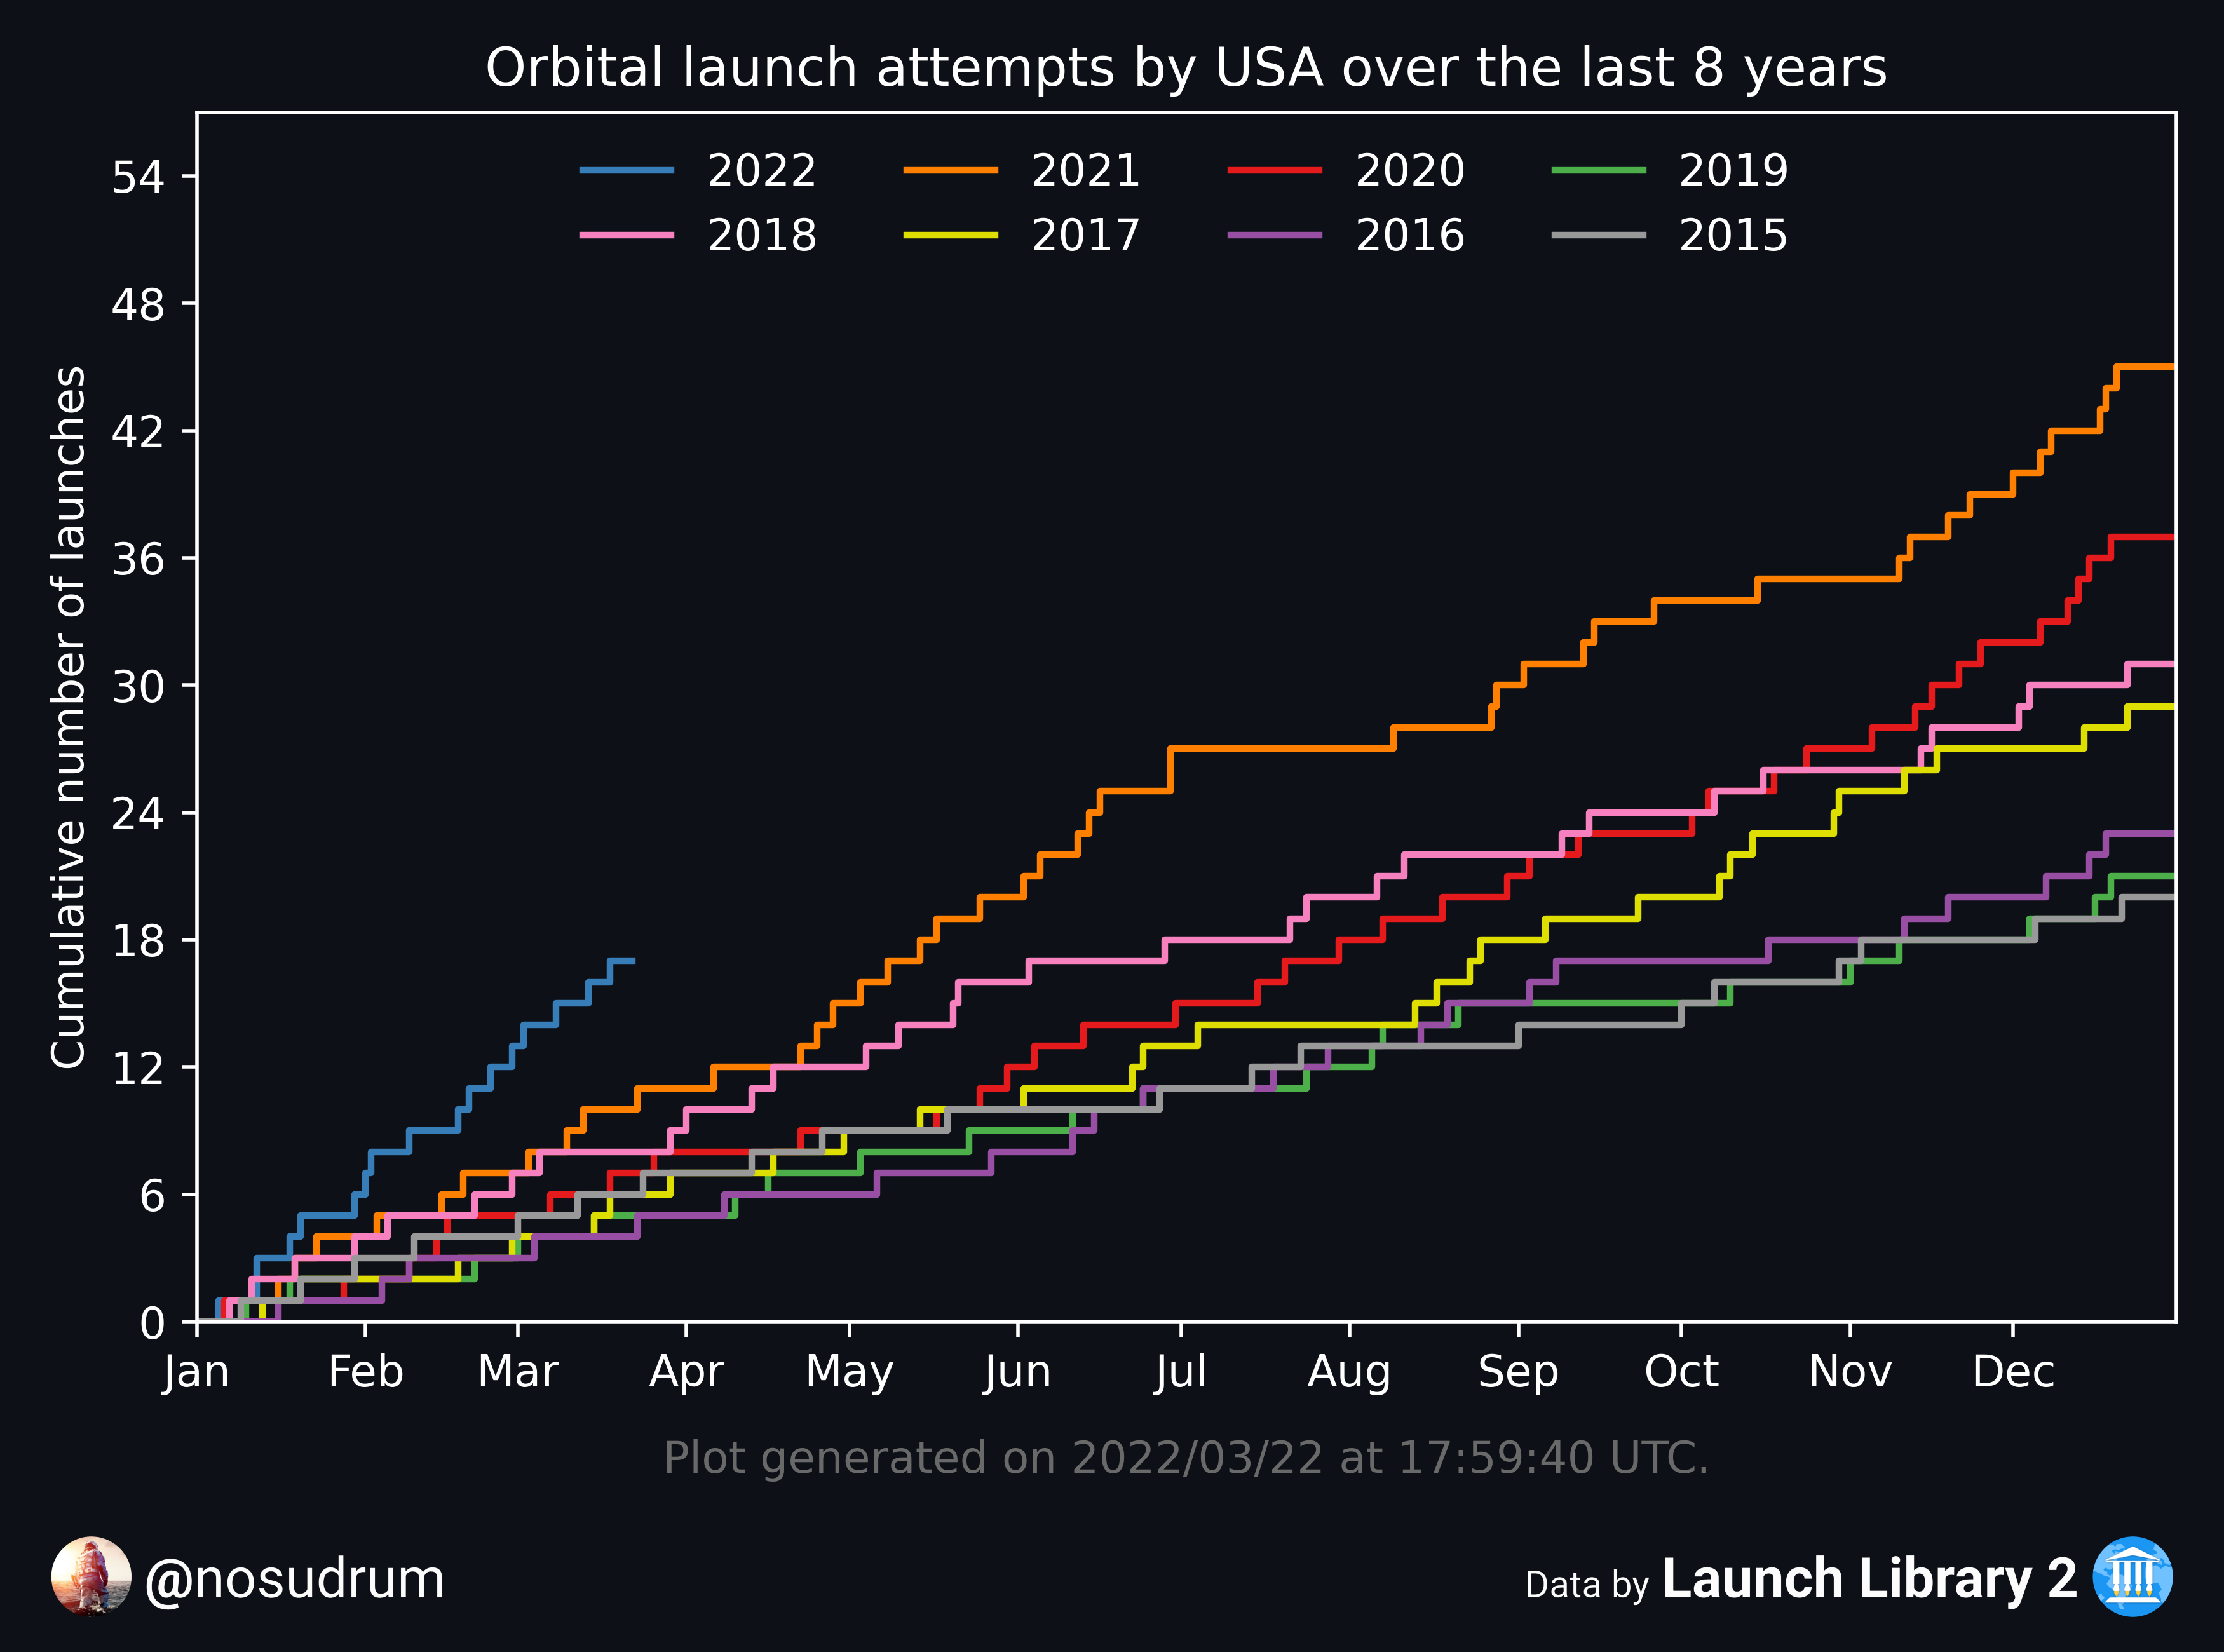 Orbital launch attempts by USA over the last 8 years
2022 2021 2020 2019
2018 2017 2016 2015
54
48
42
36
30
24
18
12
6
0
Cumulative number of launches
Jan Feb Mar Apr May Jun Jul Aug Sep Oct Nov Dec
Plot generated on 2022/03/22 at 17:59:40 UTC.
@nosudrum
Data by Launch Library 2